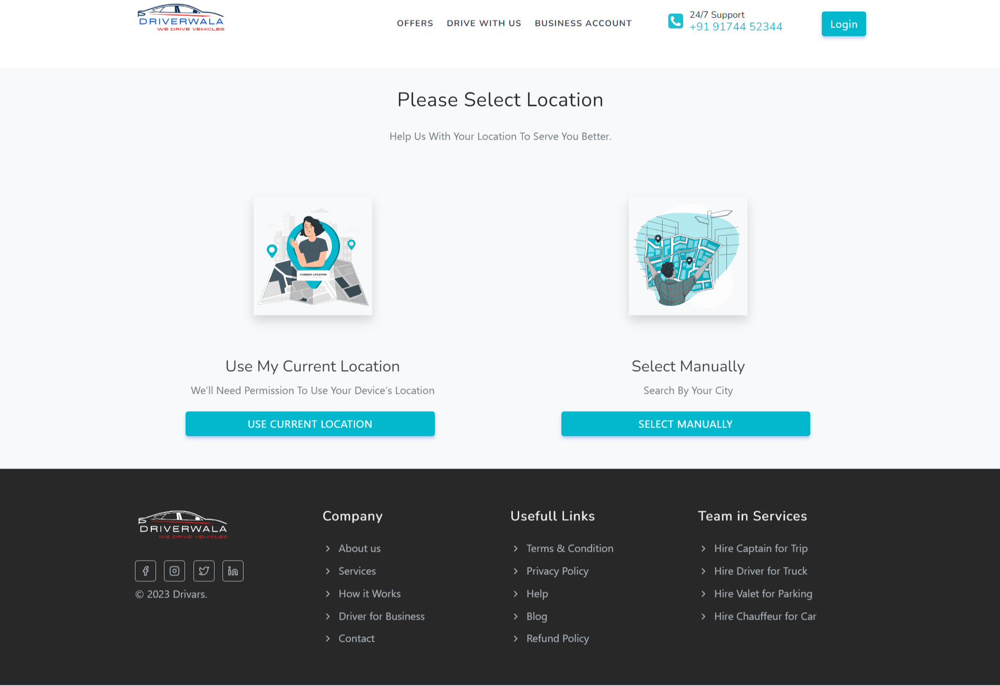 DRIVERWALA
WE DRIVE VEHICLES
OFFERS
DRIVE WITH US
BUSINESS ACCOUNT
24/7 Support
+91 91744 52344
Login
Please Select Location
Help Us With Your Location To Serve You Better.
CURRENT LOCATION
Use My Current Location
We'll Need Permission To Use Your Device's Location
USE CURRENT LOCATION
Select Manually
Search By Your City
SELECT MANUALLY
DRIVERWALA
WE DRIVE VEHICLES
© 2023 Drivars.
Company
About us
Services
How it Works
Driver for Business
Contact
Usefull Links
Terms & Condition
Privacy Policy
Help
Blog
Refund Policy
Team in Services
Hire Captain for Trip
Hire Driver for Truck
Hire Valet for Parking
Hire Chauffeur for Car